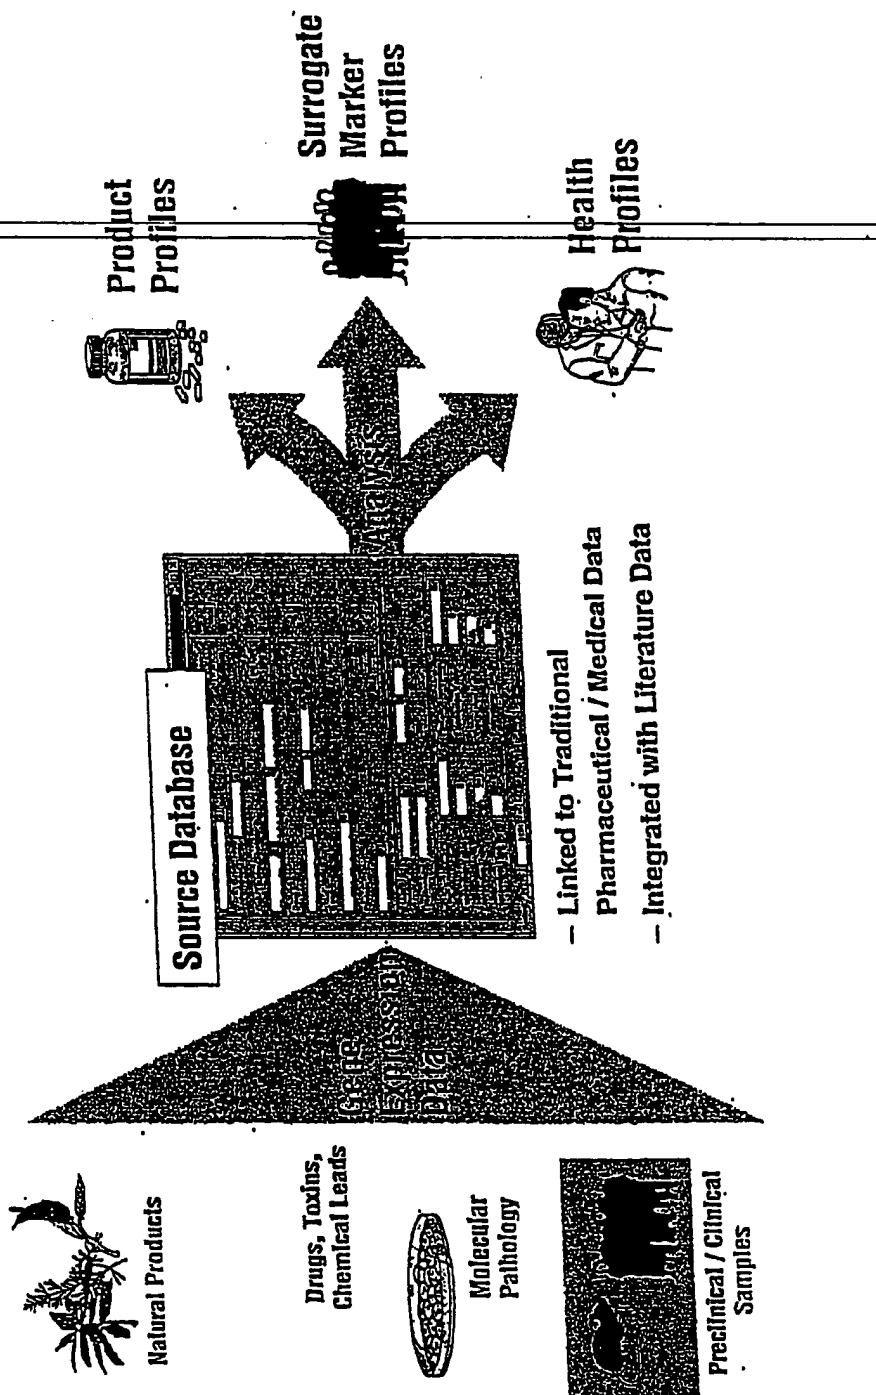 Natural Products
Drugs, Toxins,
Chemical Leads
Molecular
Pathology
Preclinical / Clinical
Samples
Gene
Expression
Data
Source Database
– Linked to Traditional
Pharmaceutical / Medical Data
– Integrated with Literature Data
Analysis
Product
Profiles
Surrogate
Marker
Profiles
Health
Profiles